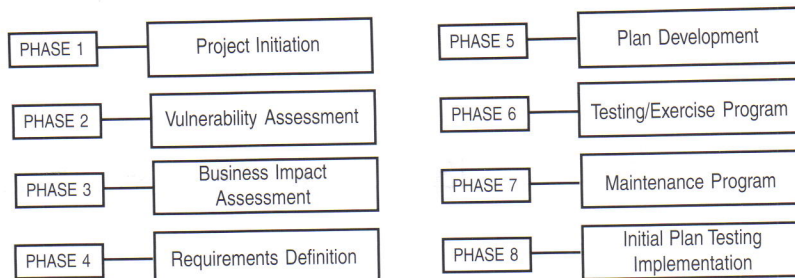 PHASE 1
Project Initiation
PHASE 2
Vulnerability Assessment
PHASE 3
Business Impact
Assessment
PHASE 4
Requirements Definition
PHASE 5
Plan Development
PHASE 6
Testing/Exercise Program
PHASE 7
Maintenance Program
PHASE 8
Initial Plan Testing
Implementation